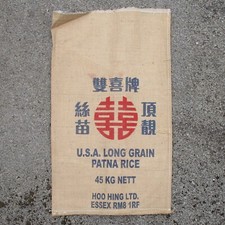 雙喜牌
絲苗
囍
頂靚
U.S.A. LONG GRAIN
PATNA RICE
45 KG NETT
HOO HING LTD.
ESSEX RM8 1RF